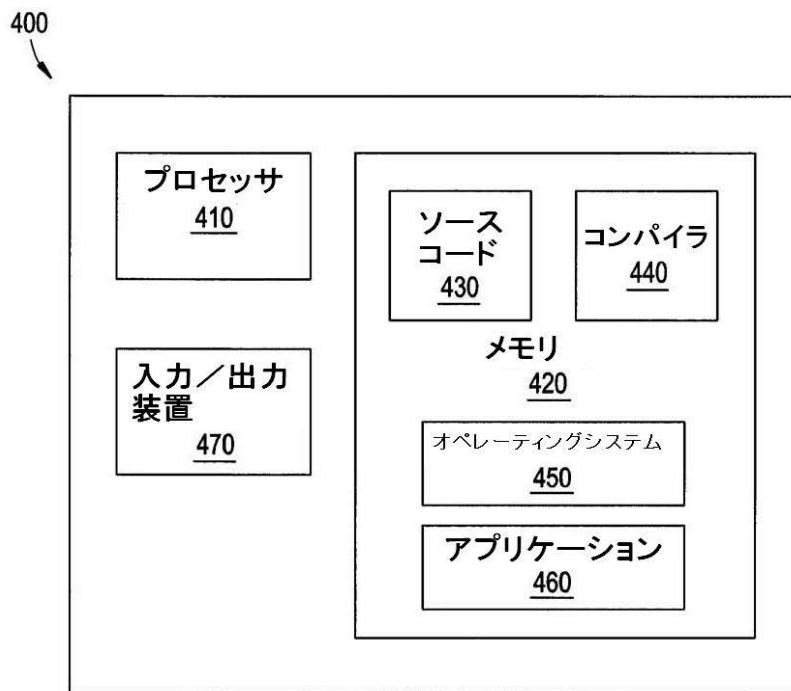 400
プロセッサ
410
ソース
コード
430
コンパイラ
440
メモリ
420
入力／出力
装置
470
オペレーティングシステム
450
アプリケーション
460